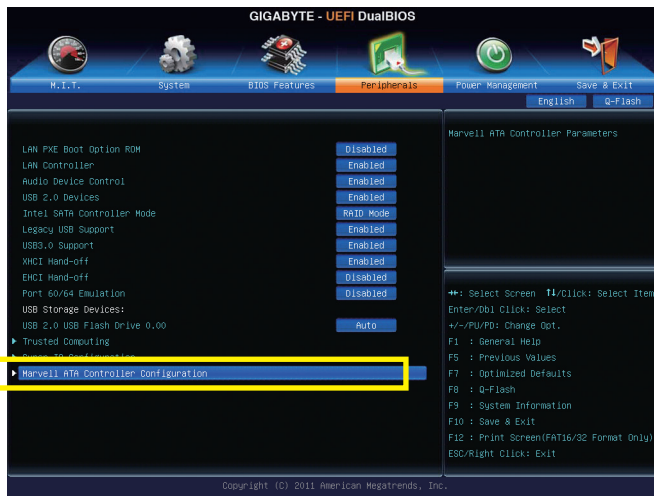 GIGABYTE - UEFI DualBIOS
M.I.T. System BIOS Features Peripherals Power Management Save & Exit
English Q-Flash
Marvell ATA Controller Parameters
LAN PXE Boot Option ROM Disabled
LAN Controller Enabled
Audio Device Control Enabled
USB 2.0 Devices Enabled
Intel SATA Controller Mode RAID Mode
Legacy USB Support Enabled
USB3.0 Support Enabled
XHCI Hand-off Enabled
EHCI Hand-off Disabled
Port 60/64 Emulation Disabled
USB Storage Devices:
USB 2.0 USB Flash Drive 0.00 Auto
Trusted Computing
Marvell ATA Controller Configuration
↔: Select Screen ↑↓/Click: Select Item
Enter/Dbl Click: Select
+/-/PU/PD: Change Opt.
F1 : General Help
F5 : Previous Values
F7 : Optimized Defaults
F8 : Q-Flash
F9 : System Information
F10 : Save & Exit
F12 : Print Screen(FAT16/32 Format Only)
ESC/Right Click: Exit
Copyright (C) 2011 American Megatrends, Inc.